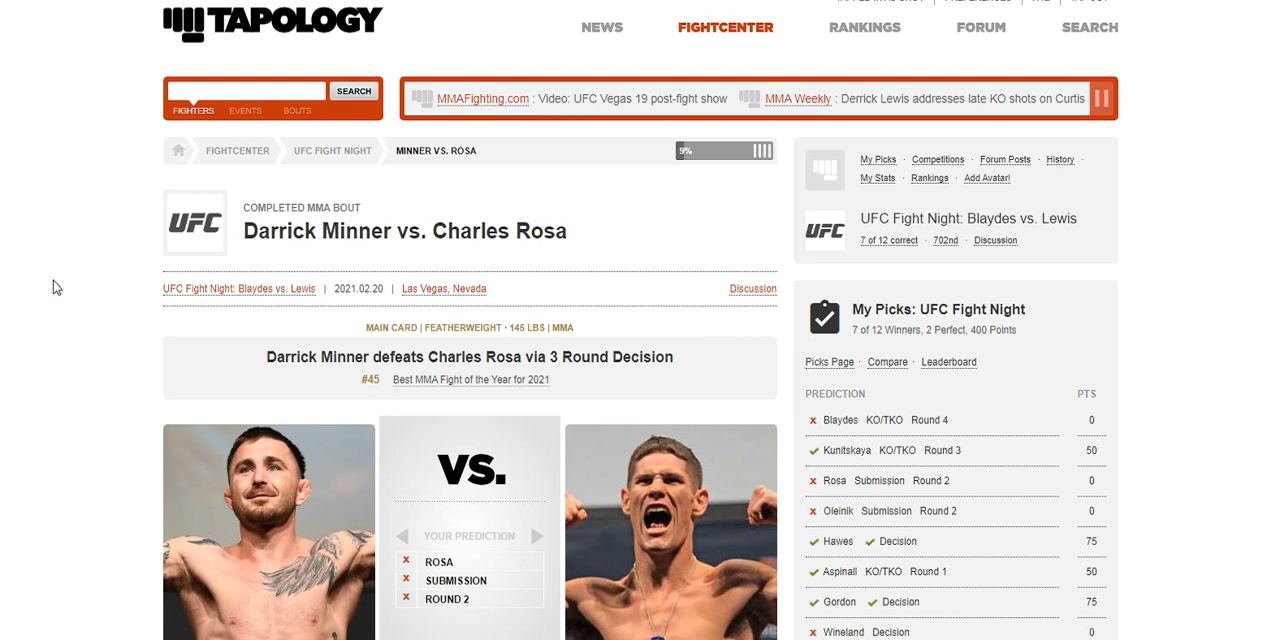 TAPOLOGY
NEWS
FIGHTCENTER
RANKINGS
FORUM
SEARCH
SEARCH
FIGHTERS
EVENTS
BOUTS
MMAFighting.com : Video: UFC Vegas 19 post-fight show
MMA Weekly : Derrick Lewis addresses late KO shots on Curtis
FIGHTCENTER
UFC FIGHT NIGHT
MINNER VS. ROSA
9%
UFC
COMPLETED MMA BOUT
Darrick Minner vs. Charles Rosa
UFC Fight Night: Blaydes vs. Lewis | 2021.02.20 | Las Vegas, Nevada
Discussion
MAIN CARD | FEATHERWEIGHT · 145 LBS | MMA
Darrick Minner defeats Charles Rosa via 3 Round Decision
#45 Best MMA Fight of the Year for 2021
VS.
YOUR PREDICTION
ROSA
SUBMISSION
ROUND 2
My Picks · Competitions · Forum Posts · History ·
My Stats · Rankings · Add Avatar!
UFC
UFC Fight Night: Blaydes vs. Lewis
7 of 12 correct · 702nd · Discussion
My Picks: UFC Fight Night
7 of 12 Winners, 2 Perfect, 400 Points
Picks Page · Compare · Leaderboard
PREDICTION PTS
Blaydes KO/TKO Round 4 0
Kunitskaya KO/TKO Round 3 50
Rosa Submission Round 2 0
Oleinik Submission Round 2 0
Hawes Decision 75
Aspinall KO/TKO Round 1 50
Gordon Decision 75
Wineland Decision 0